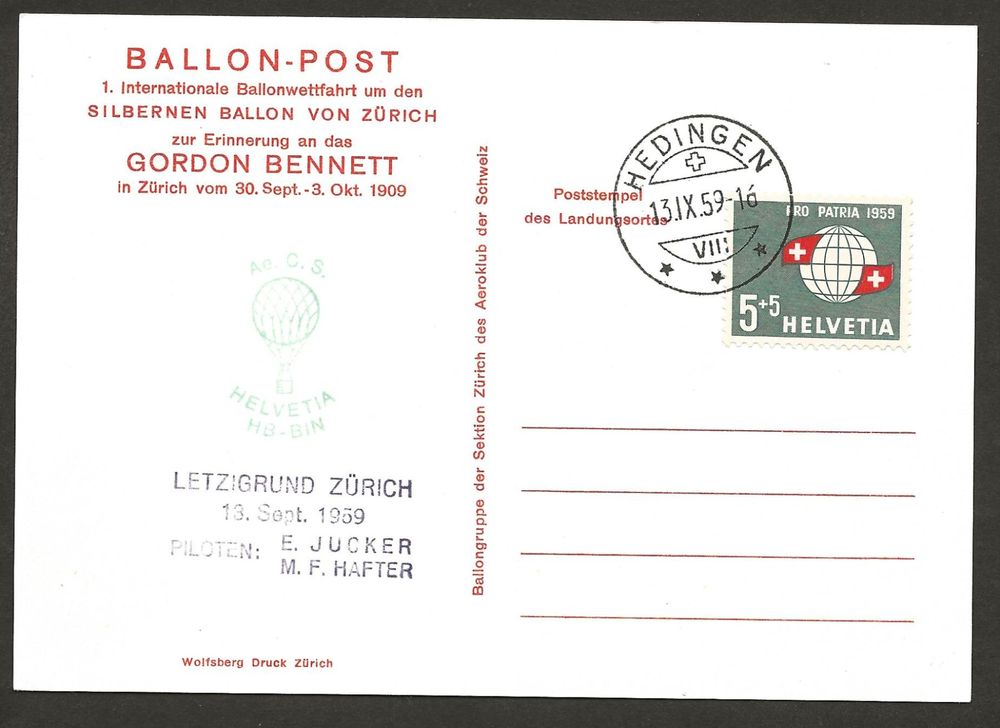 BALLON-POST
1. Internationale Ballonwettfahrt um den
SILBERNEN BALLON VON ZÜRICH
zur Erinnerung an das
GORDON BENNETT
in Zürich vom 30. Sept.-3. Okt. 1909
Ae. C. S.
HELVETIA
HB-BIN
LETZIGRUND ZÜRICH
13. Sept. 1959
PILOTEN: E. JUCKER
M. F. HAFTER
Wolfsberg Druck Zürich
Ballongruppe der Sektion Zürich des Aeroklub der Schweiz
Poststempel
des Landungsortes
HEDINGEN
13.IX.59-16
VIII
PRO PATRIA 1959
5+5 HELVETIA